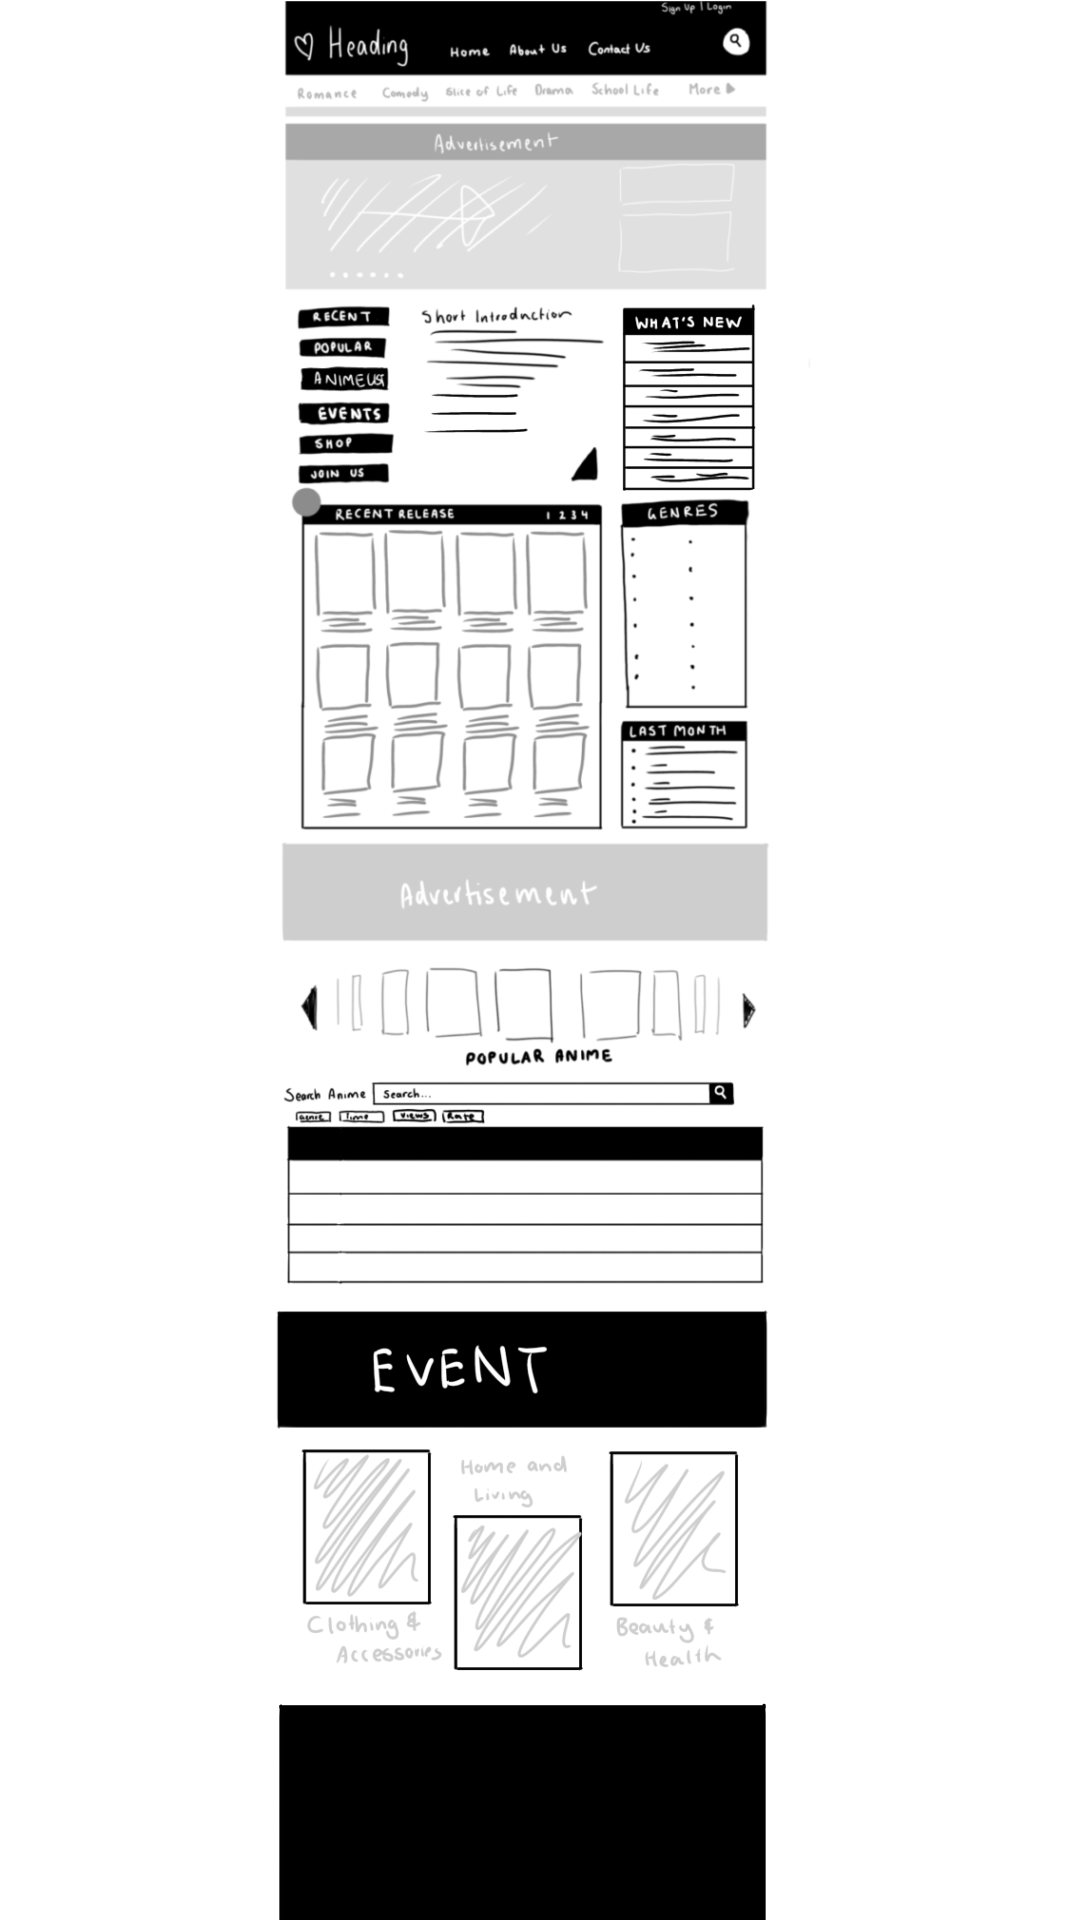 Sign Up | Login
Heading
Home About Us Contact Us
Romance Comedy Slice of Life Drama School Life More
Advertisement
RECENT
POPULAR
ANIME LIST
EVENTS
SHOP
JOIN US
Short Introduction
WHAT'S NEW
RECENT RELEASE 1 2 3 4
GENRES
LAST MONTH
Advertisement
POPULAR ANIME
Search Anime Search...
Genre Time Views Rate
EVENT
Clothing &
Accessories
Home and
Living
Beauty &
Health